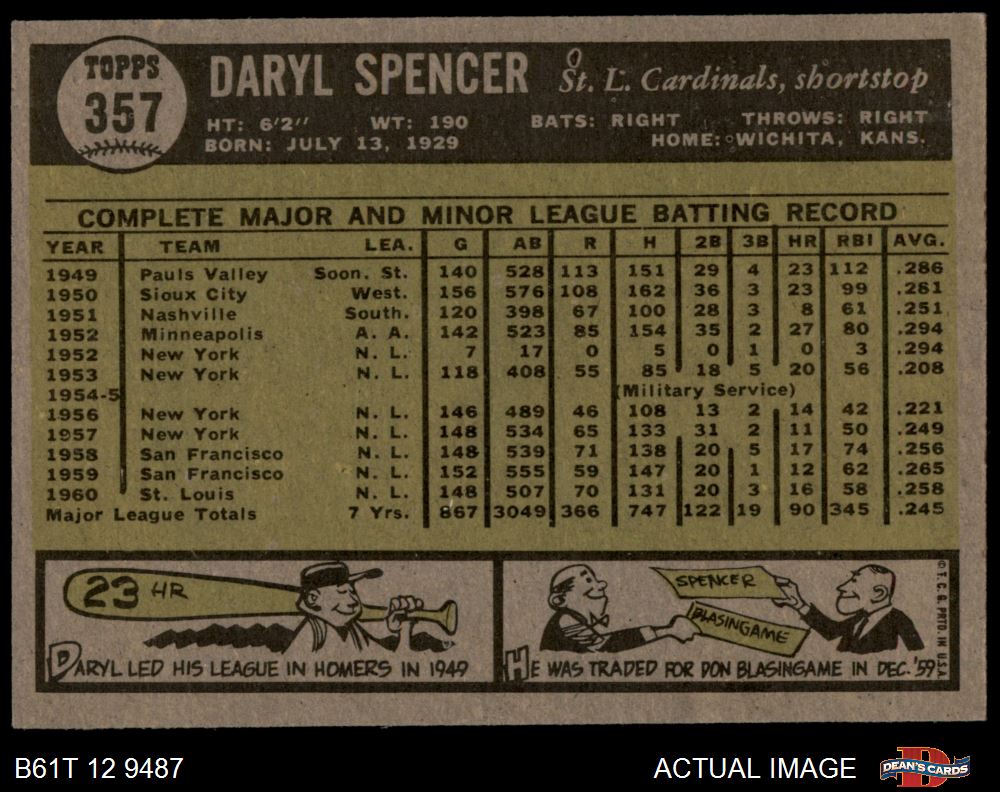 TOPPS
357
DARYL SPENCER St. L. Cardinals, shortstop
HT: 6'2" WT: 190 BATS: RIGHT THROWS: RIGHT
BORN: JULY 13, 1929 HOME: WICHITA, KANS.
COMPLETE MAJOR AND MINOR LEAGUE BATTING RECORD
YEAR TEAM LEA. G AB R H 2B 3B HR RBI AVG.
1949 Pauls Valley Soon. St. 140 528 113 151 29 4 23 112 .286
1950 Sioux City West. 156 576 108 162 36 3 23 99 .281
1951 Nashville South. 120 398 67 100 28 3 8 61 .251
1952 Minneapolis A. A. 142 523 85 154 35 2 27 80 .294
1952 New York N. L. 7 17 0 5 0 1 0 3 .294
1953 New York N. L. 118 408 55 85 18 5 20 56 .208
1954-5 (Military Service)
1956 New York N. L. 146 489 46 108 13 2 14 42 .221
1957 New York N. L. 148 534 65 133 31 2 11 50 .249
1958 San Francisco N. L. 148 539 71 138 20 5 17 74 .256
1959 San Francisco N. L. 152 555 59 147 20 1 12 62 .265
1960 St. Louis N. L. 148 507 70 131 20 3 16 58 .258
Major League Totals 7 Yrs. 867 3049 366 747 122 19 90 345 .245
23 HR
DARYL LED HIS LEAGUE IN HOMERS IN 1949
SPENCER
BLASINGAME
HE WAS TRADED FOR DON BLASINGAME IN DEC. '59
© T. C. G. PRTD. IN U.S.A.
B61T 12 9487
ACTUAL IMAGE
DEAN'S CARDS